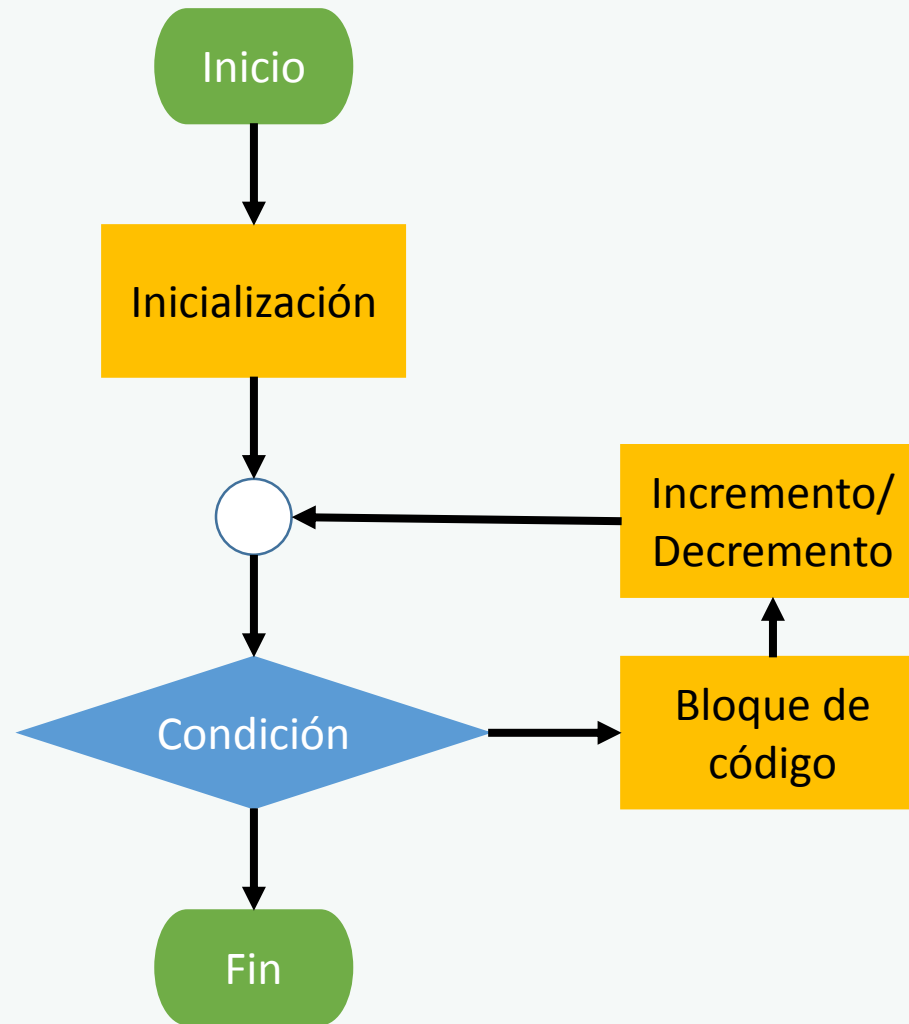 Inicio
Inicialización
Incremento/
Decremento
Condición
Bloque de
código
Fin